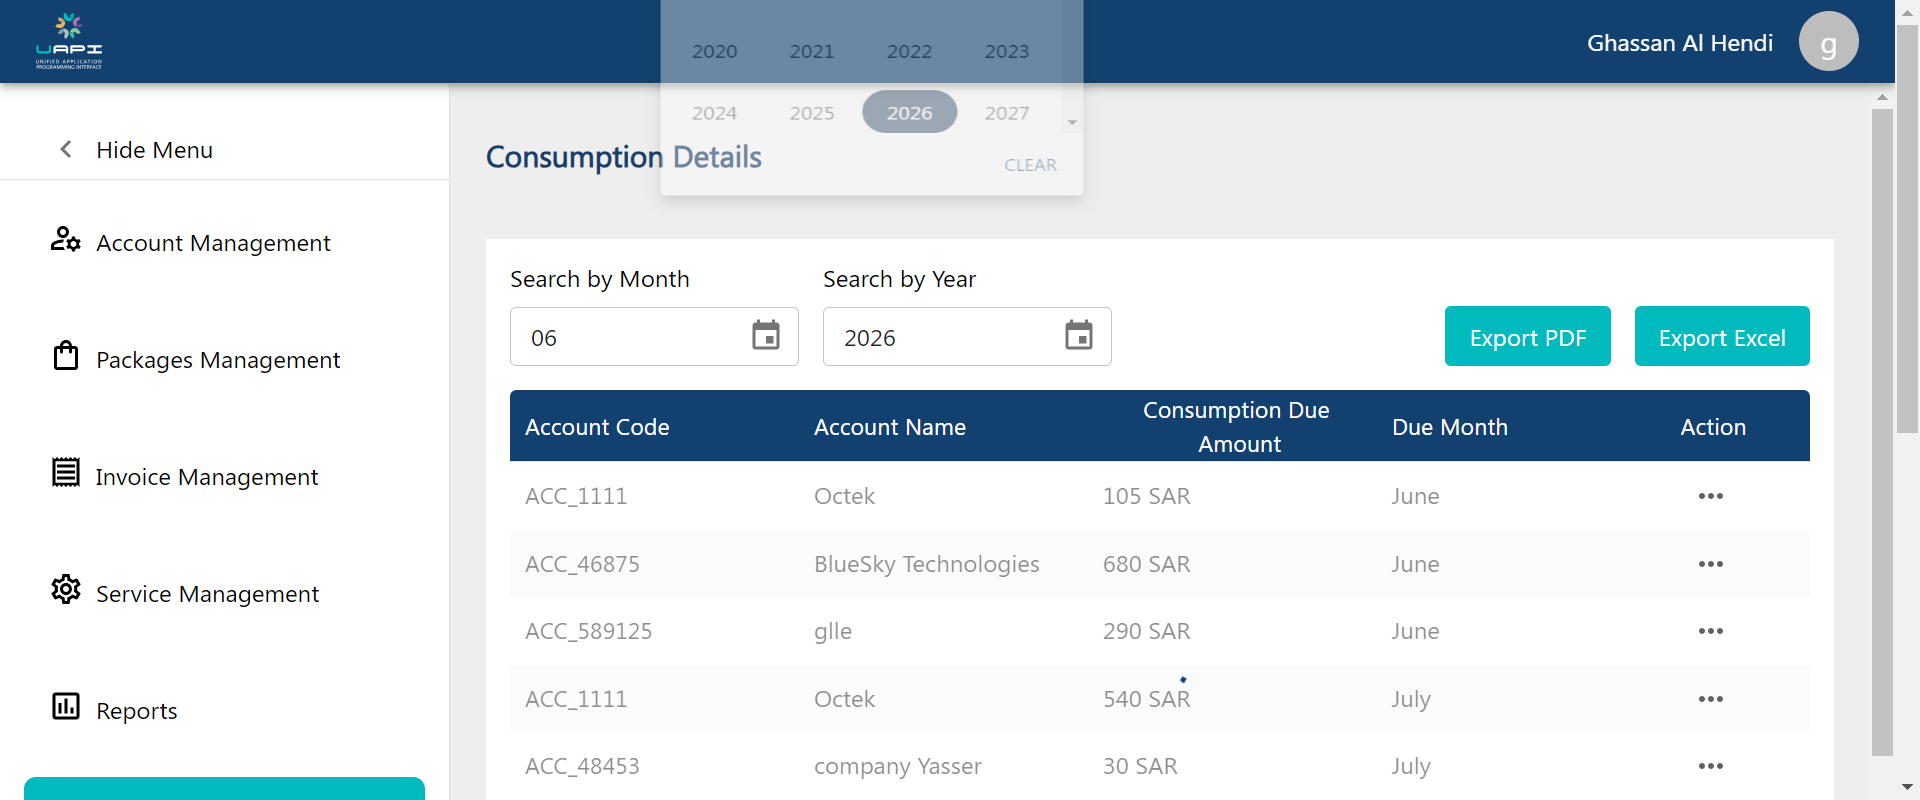 UAPI
UNIFIED APPLICATION
PROGRAMMING INTERFACE
2020 2021 2022 2023
2024 2025 2026 2027
CLEAR
Ghassan Al Hendi g
Hide Menu
Account Management
Packages Management
Invoice Management
Service Management
Reports
Consumption Details
Search by Month Search by Year
06 2026 Export PDF Export Excel
Account Code Account Name Consumption Due Amount Due Month Action
ACC_1111 Octek 105 SAR June
ACC_46875 BlueSky Technologies 680 SAR June
ACC_589125 glle 290 SAR June
ACC_1111 Octek 540 SAR July
ACC_48453 company Yasser 30 SAR July